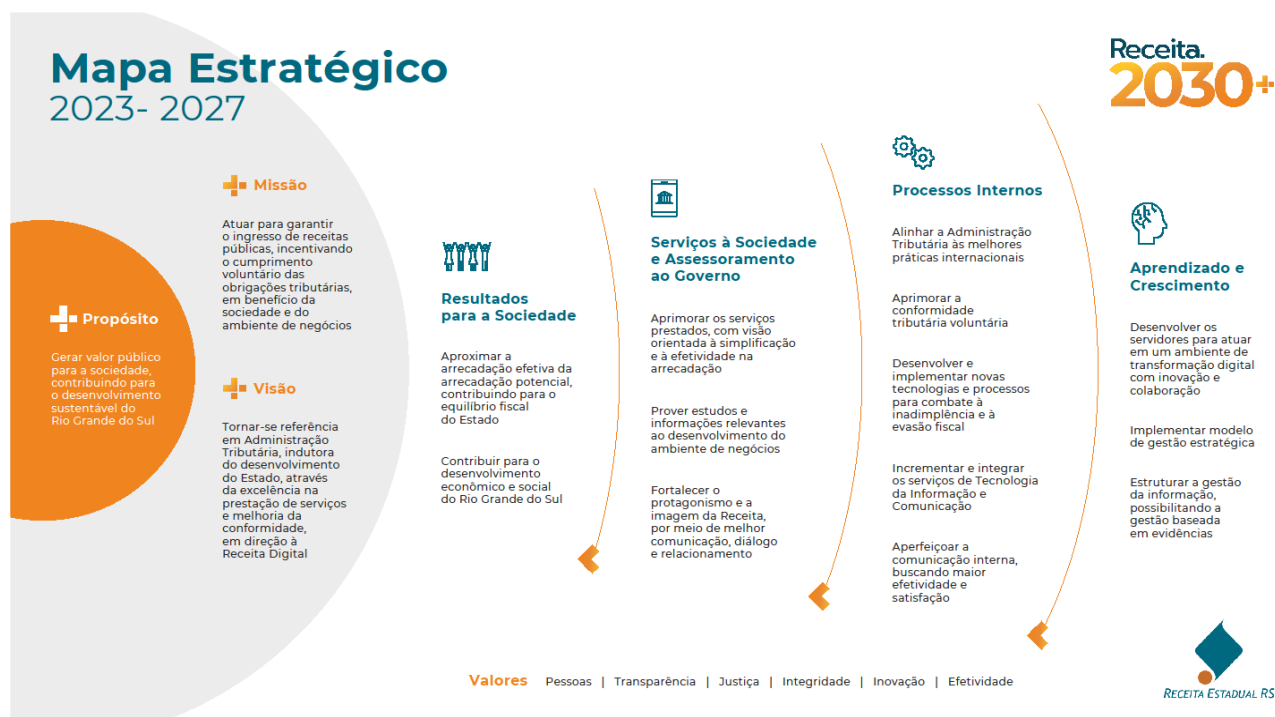 Mapa Estratégico
2023- 2027
Receita.
2030+
Propósito
Gerar valor público
para a sociedade,
contribuindo para
o desenvolvimento
sustentável do
Rio Grande do Sul
Missão
Atuar para garantir
o ingresso de receitas
públicas, incentivando
o cumprimento
voluntário das
obrigações tributárias,
em benefício da
sociedade e do
ambiente de negócios
Visão
Tornar-se referência
em Administração
Tributária, indutora
do desenvolvimento
do Estado, através
da excelência na
prestação de serviços
e melhoria da
conformidade,
em direção à
Receita Digital
Resultados
para a Sociedade
Aproximar a
arrecadação efetiva da
arrecadação potencial,
contribuindo para o
equilíbrio fiscal
do Estado
Contribuir para o
desenvolvimento
econômico e social
do Rio Grande do Sul
Serviços à Sociedade
e Assessoramento
ao Governo
Aprimorar os serviços
prestados, com visão
orientada à simplificação
e à efetividade na
arrecadação
Prover estudos e
informações relevantes
ao desenvolvimento do
ambiente de negócios
Fortalecer o
protagonismo e a
imagem da Receita,
por meio de melhor
comunicação, diálogo
e relacionamento
Processos Internos
Alinhar a Administração
Tributária às melhores
práticas internacionais
Aprimorar a
conformidade
tributária voluntária
Desenvolver e
implementar novas
tecnologias e processos
para combate à
inadimplência e à
evasão fiscal
Incrementar e integrar
os serviços de Tecnologia
da Informação e
Comunicação
Aperfeiçoar a
comunicação interna,
buscando maior
efetividade e
satisfação
Aprendizado e
Crescimento
Desenvolver os
servidores para atuar
em um ambiente de
transformação digital
com inovação e
colaboração
Implementar modelo
de gestão estratégica
Estruturar a gestão
da informação,
possibilitando a
gestão baseada
em evidências
Valores Pessoas | Transparência | Justiça | Integridade | Inovação | Efetividade
RECEITA ESTADUAL RS